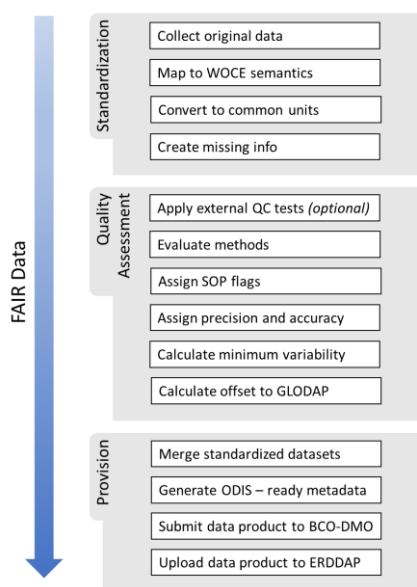 FAIR Data
Standardization
Collect original data
Map to WOCE semantics
Convert to common units
Create missing info
Quality
Assessment
Apply external QC tests (optional)
Evaluate methods
Assign SOP flags
Assign precision and accuracy
Calculate minimum variability
Calculate offset to GLODAP
Provision
Merge standardized datasets
Generate ODIS – ready metadata
Submit data product to BCO-DMO
Upload data product to ERDDAP